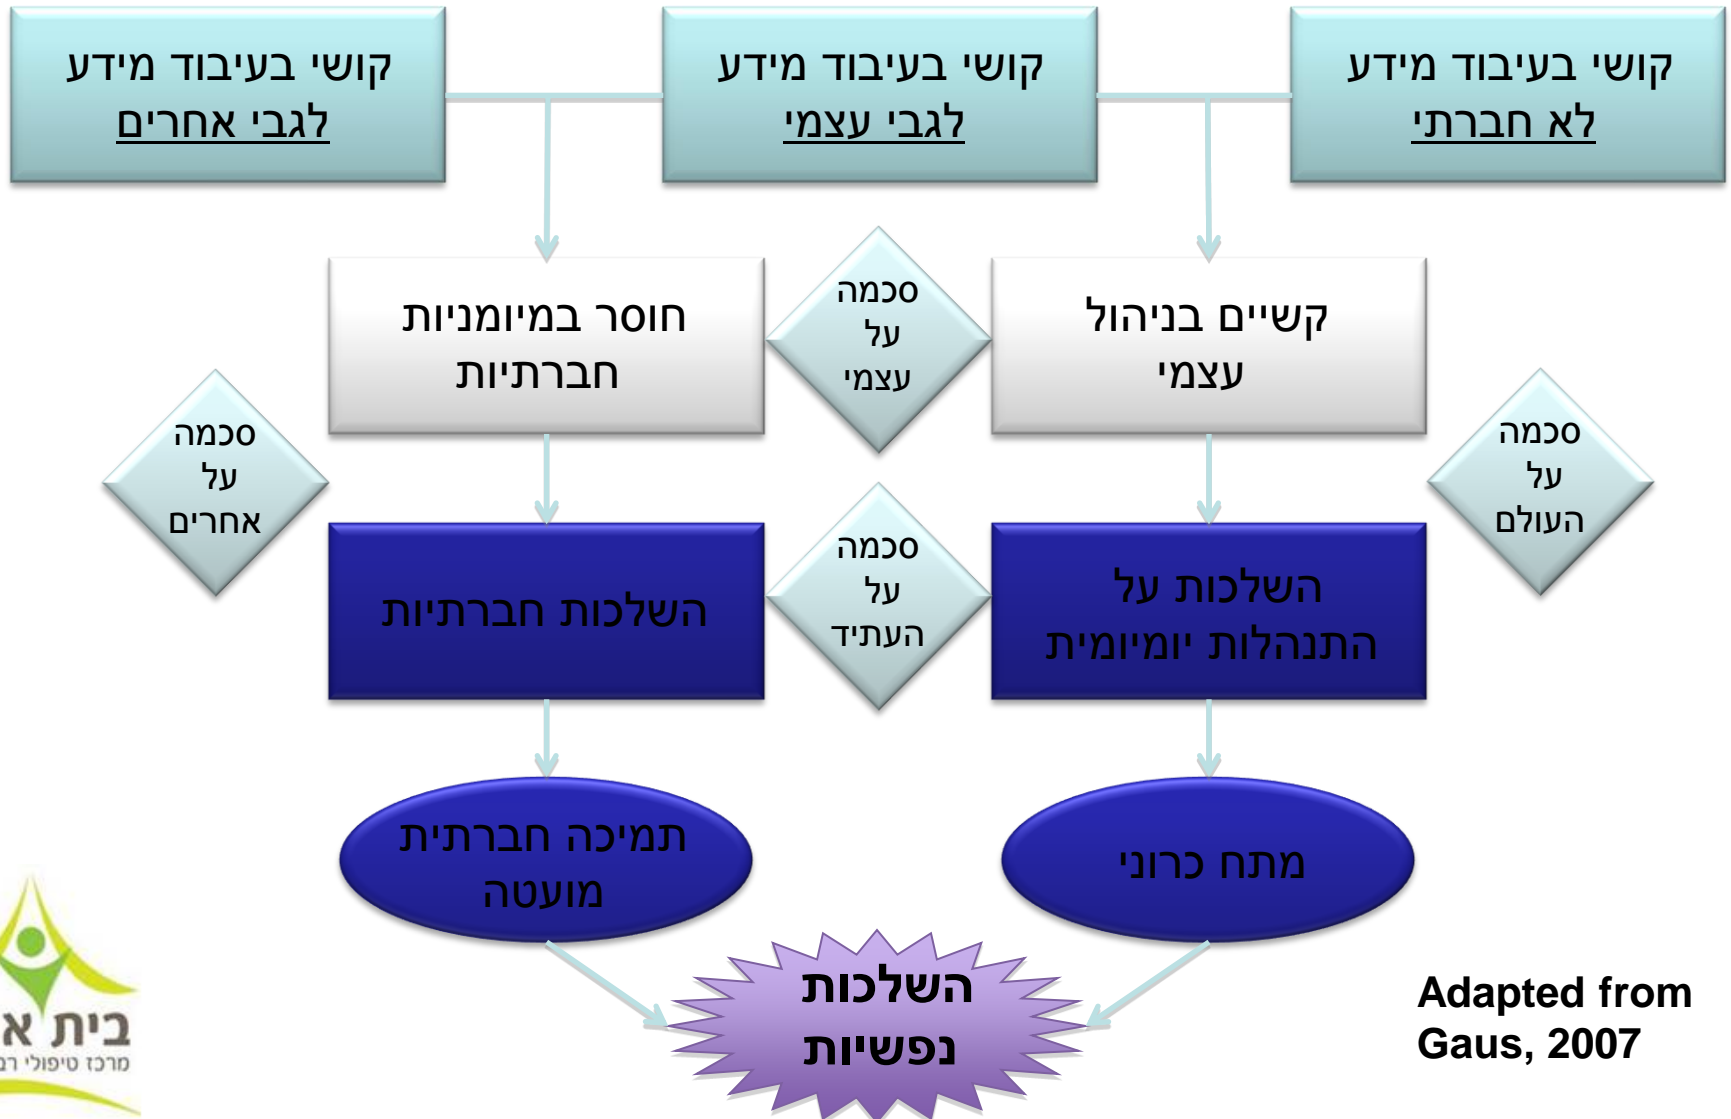 קושי בעיבוד מידע
לא חברתי
קושי בעיבוד מידע
לגבי עצמי
קושי בעיבוד מידע
לגבי אחרים
קשיים בניהול
עצמי
סכמה
על
עצמי
חוסר במיומניות
חברתיות
סכמה
על
העולם
סכמה
על
אחרים
השלכות על
התנהלות יומיומית
סכמה
על
העתיד
השלכות חברתיות
מתח כרוני
תמיכה חברתית
מועטה
השלכות
נפשיות
Adapted from
Gaus, 2007
בית
מרכז טיפולי